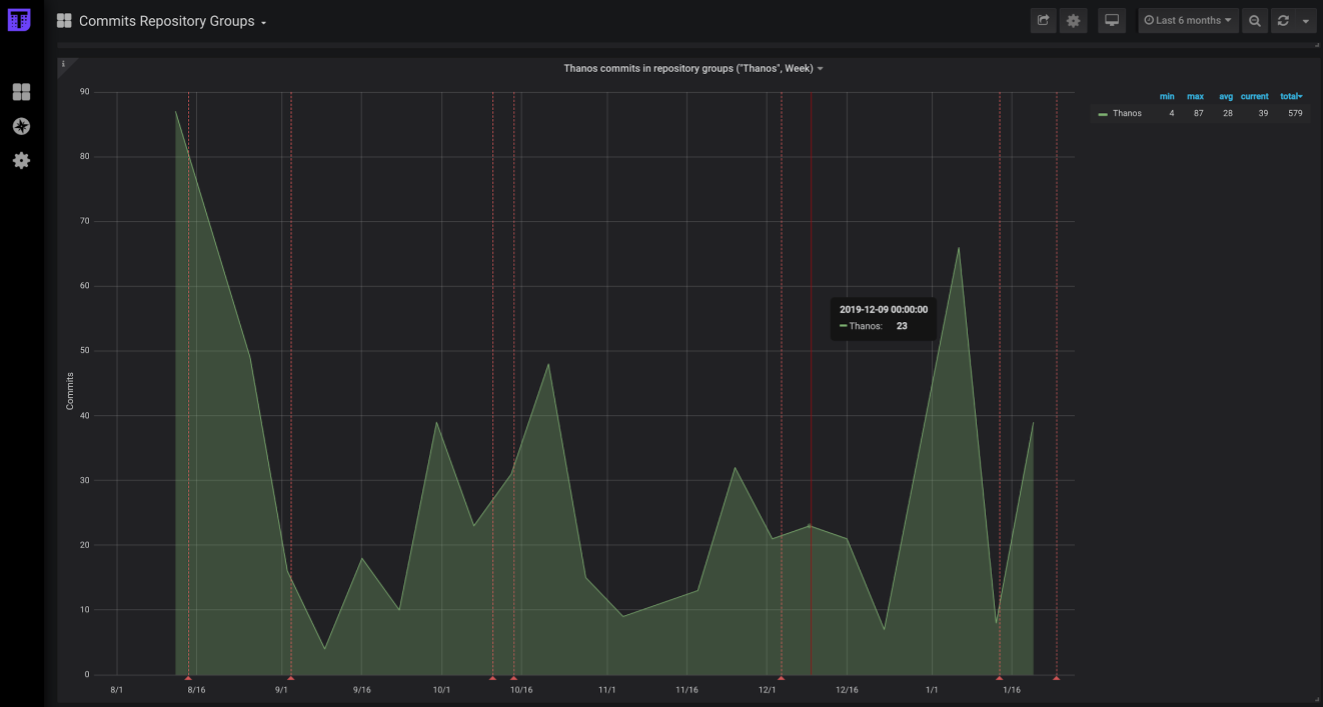 Commits Repository Groups
Last 6 months
i
Thanos commits in repository groups ("Thanos", Week)
min max avg current total
Thanos 4 87 28 39 579
90
80
70
60
50
40
30
20
10
0
Commits
2019-12-09 00:00:00
Thanos: 23
8/1 8/16 9/1 9/16 10/1 10/16 11/1 11/16 12/1 12/16 1/1 1/16